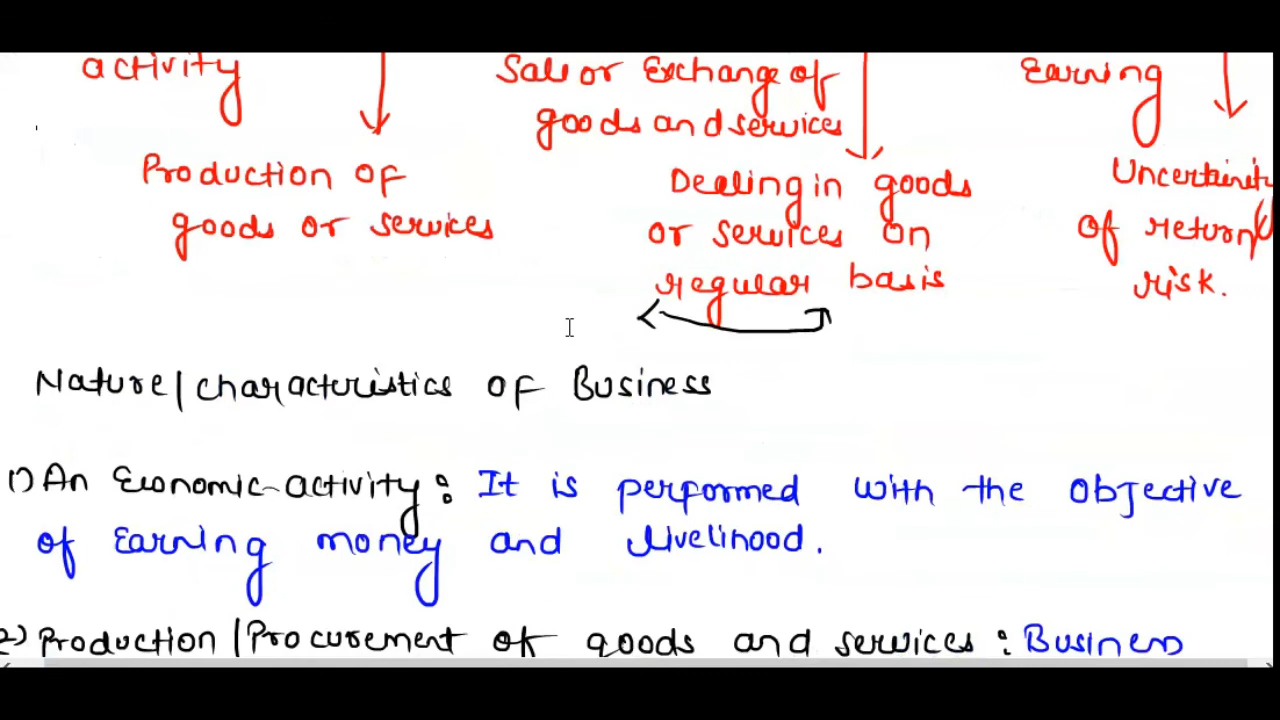 activity
Sale or Exchange of
goods and services
Earning
Production of
goods or services
Dealing in goods
or services on
regular basis
of return
risk.
Nature/characteristics of Business
1) An Economic activity: It is performed with the objective
of Earning money and livelihood.
2) Production/Procurement of goods and services: Business